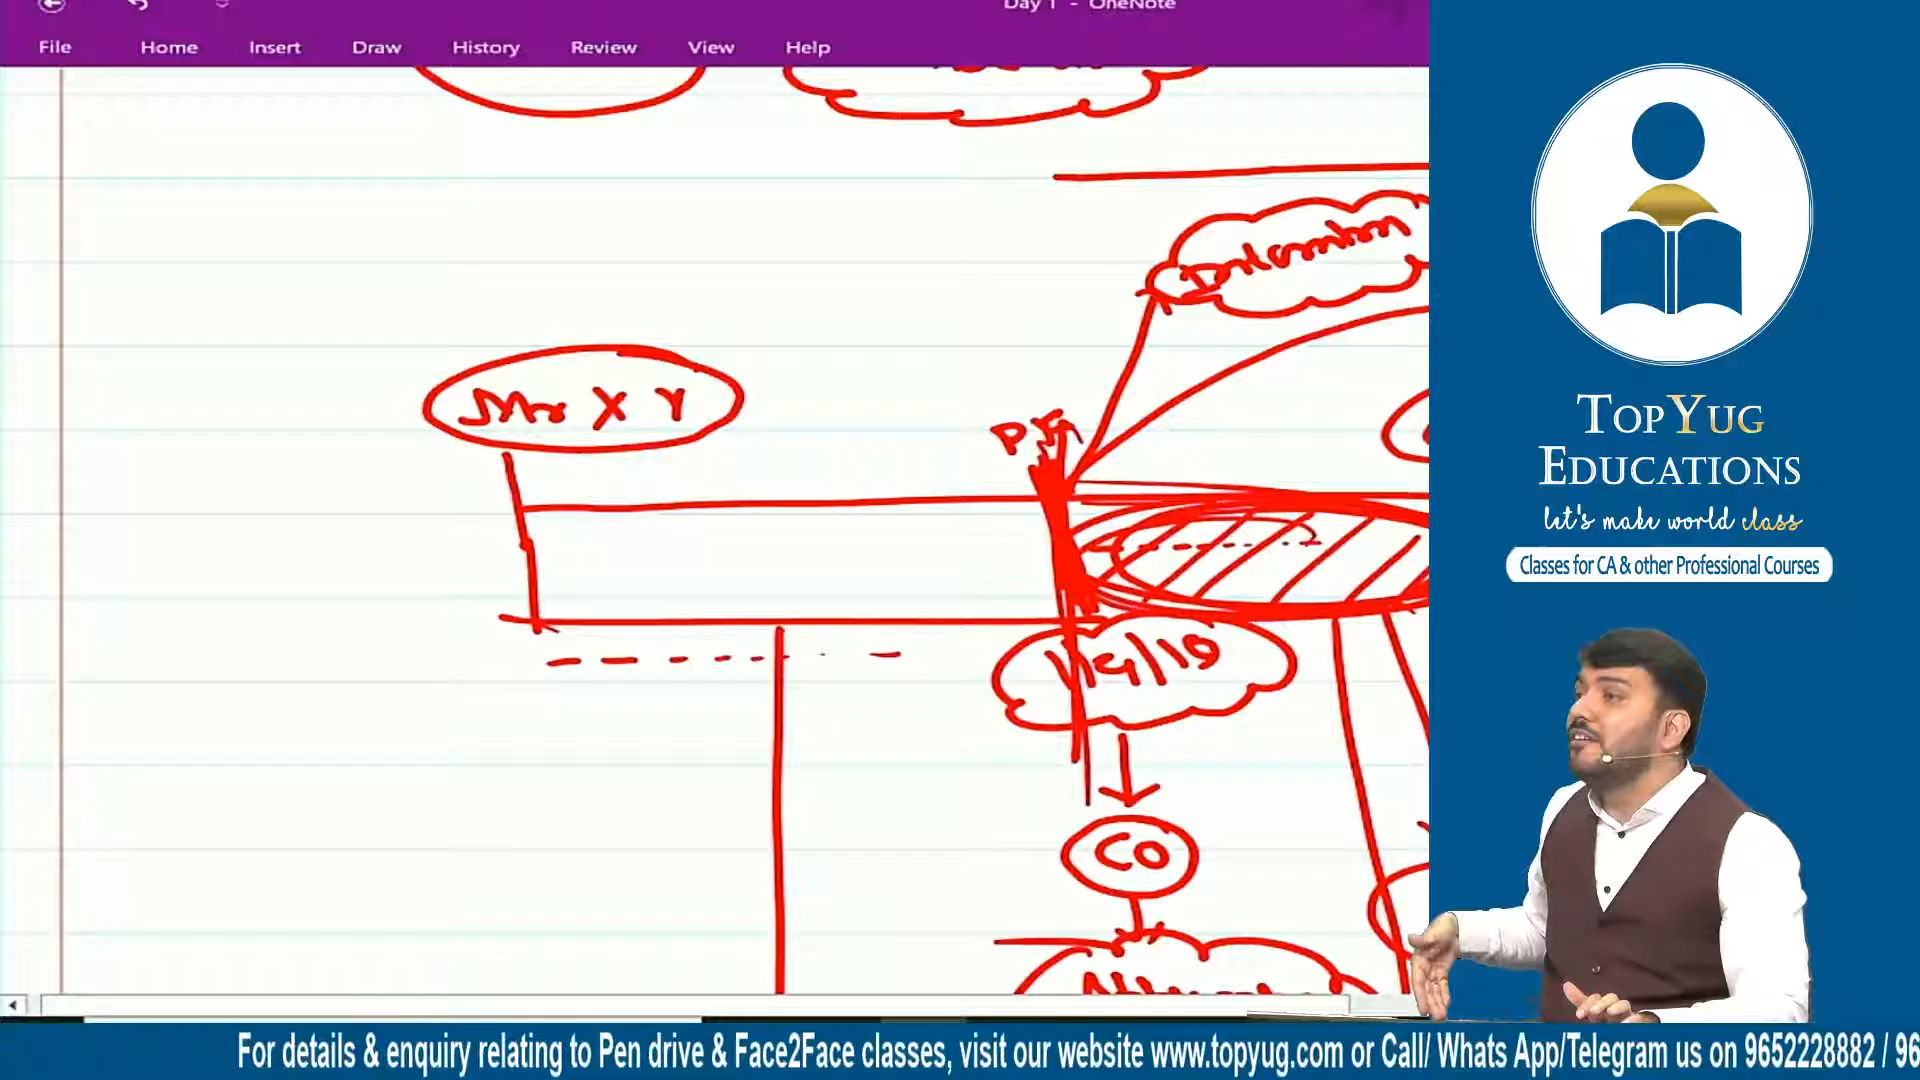 Day 1 - OneNote
File Home Insert Draw History Review View Help
Mr X Y
1/4/19
CO
TOPYUG
EDUCATIONS
let's make world class
Classes for CA & other Professional Courses
For details & enquiry relating to Pen drive & Face2Face classes, visit our website www.topyug.com or Call/ Whats App/Telegram us on 9652228882 / 96